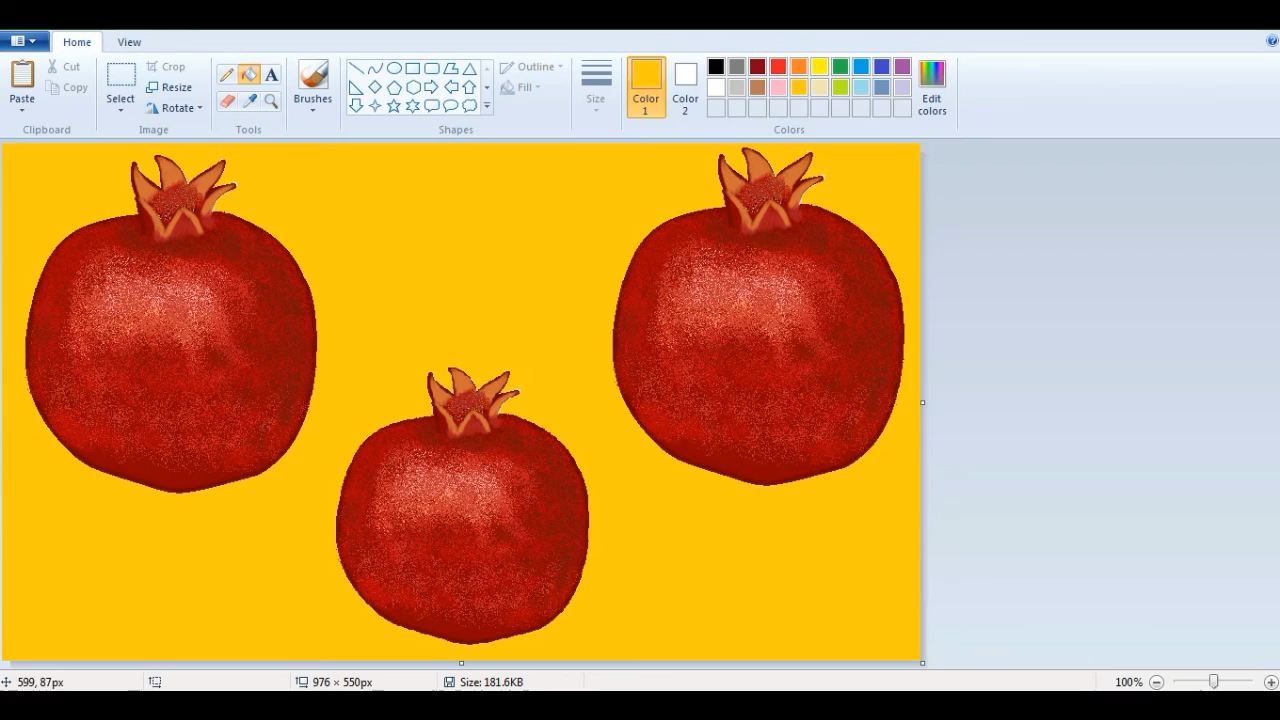 Home View
Paste
Cut
Copy
Clipboard
Select
Crop
Resize
Rotate
Image
A
Tools
Brushes
Outline
Fill
Shapes
Size
Color
1
Color
2
Edit
colors
Colors
599, 87px 976 × 550px Size: 181.6KB 100%